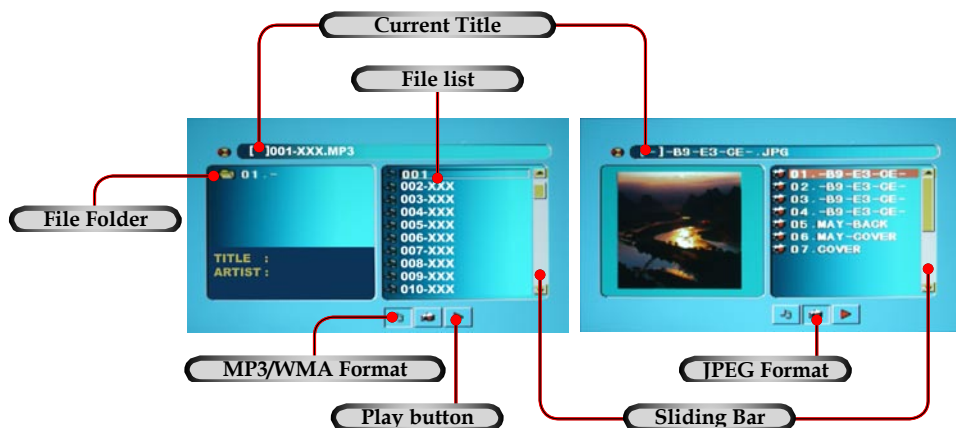 Current Title
File list
[ ]001-XXX.MP3
[ - ]-B9-E3-CE-.JPG
01.-
001
002-XXX
003-XXX
004-XXX
005-XXX
006-XXX
007-XXX
008-XXX
009-XXX
010-XXX
01.-B9-E3-CE-
02.-B9-E3-CE-
03.-B9-E3-CE-
04.-B9-E3-CE-
05.MAY-BACK
06.MAY-COVER
07.COVER
File Folder
TITLE :
ARTIST :
MP3/WMA Format
JPEG Format
Play button
Sliding Bar